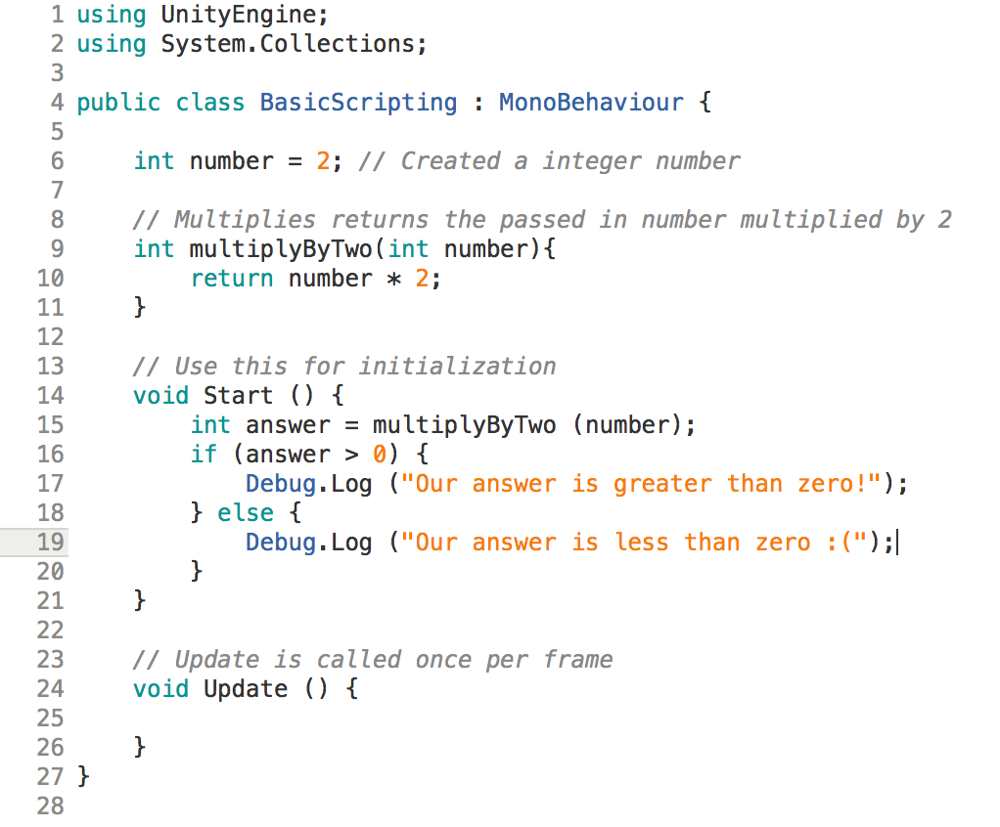 1 using UnityEngine;
2 using System.Collections;
3
4 public class BasicScripting : MonoBehaviour {
5
6     int number = 2; // Created a integer number
7
8     // Multiplies returns the passed in number multiplied by 2
9     int multiplyByTwo(int number){
10         return number * 2;
11     }
12
13     // Use this for initialization
14     void Start () {
15         int answer = multiplyByTwo (number);
16         if (answer > 0) {
17             Debug.Log ("Our answer is greater than zero!");
18         } else {
19             Debug.Log ("Our answer is less than zero :(");
20         }
21     }
22
23     // Update is called once per frame
24     void Update () {
25
26     }
27 }
28